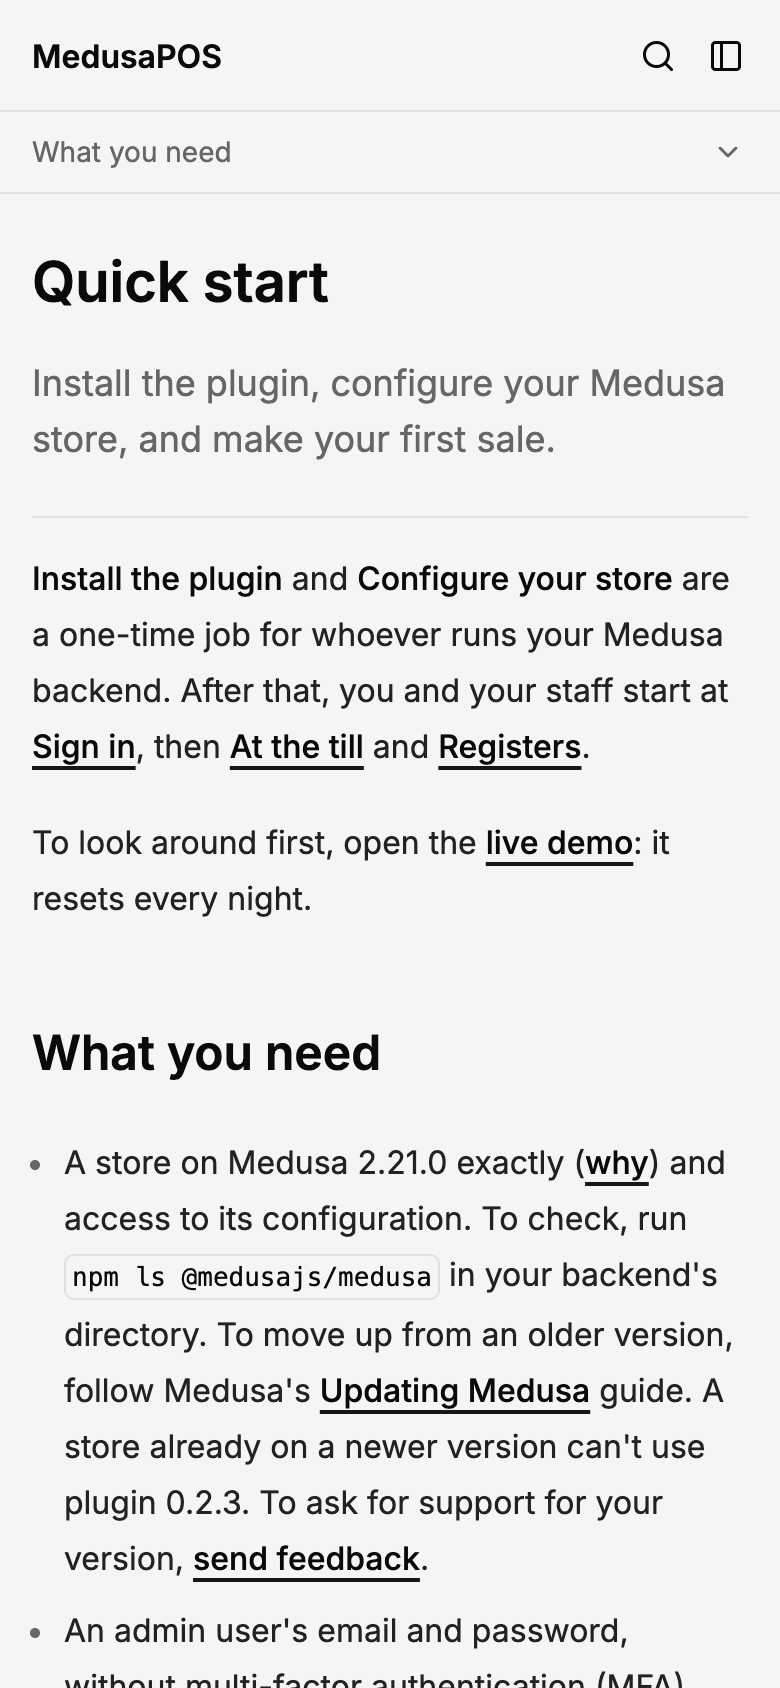 MedusaPOS
What you need
Quick start
Install the plugin, configure your Medusa
store, and make your first sale.
Install the plugin and Configure your store are
a one-time job for whoever runs your Medusa
backend. After that, you and your staff start at
Sign in, then At the till and Registers.
To look around first, open the live demo: it
resets every night.
What you need
• A store on Medusa 2.21.0 exactly (why) and
access to its configuration. To check, run
npm ls @medusajs/medusa in your backend's
directory. To move up from an older version,
follow Medusa's Updating Medusa guide. A
store already on a newer version can't use
plugin 0.2.3. To ask for support for your
version, send feedback.
• An admin user's email and password,
without multi-factor authentication (MFA)